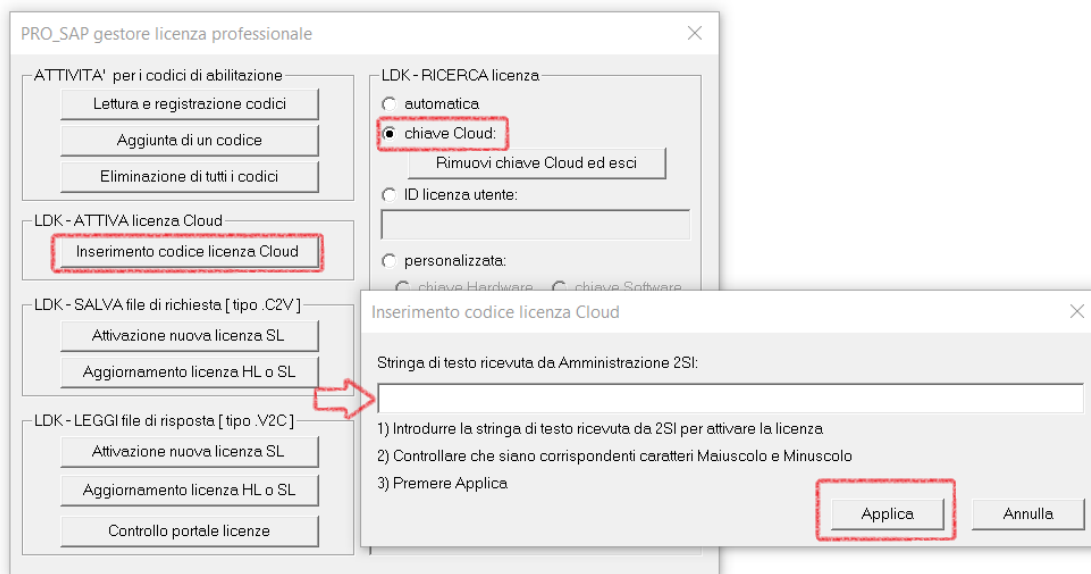 PRO_SAP gestore licenza professionale
ATTIVITA' per i codici di abilitazione
Lettura e registrazione codici
Aggiunta di un codice
Eliminazione di tutti i codici
LDK - ATTIVA licenza Cloud
Inserimento codice licenza Cloud
LDK - SALVA file di richiesta [ tipo .C2V ]
Attivazione nuova licenza SL
Aggiornamento licenza HL o SL
LDK - LEGGI file di risposta [ tipo .V2C ]
Attivazione nuova licenza SL
Aggiornamento licenza HL o SL
Controllo portale licenze
LDK - RICERCA licenza
automatica
chiave Cloud:
Rimuovi chiave Cloud ed esci
ID licenza utente:
personalizzata:
chiave Hardware chiave Software
Inserimento codice licenza Cloud
Stringa di testo ricevuta da Amministrazione 2SI:
1) Introdurre la stringa di testo ricevuta da 2SI per attivare la licenza
2) Controllare che siano corrispondenti caratteri Maiuscolo e Minuscolo
3) Premere Applica
Applica Annulla